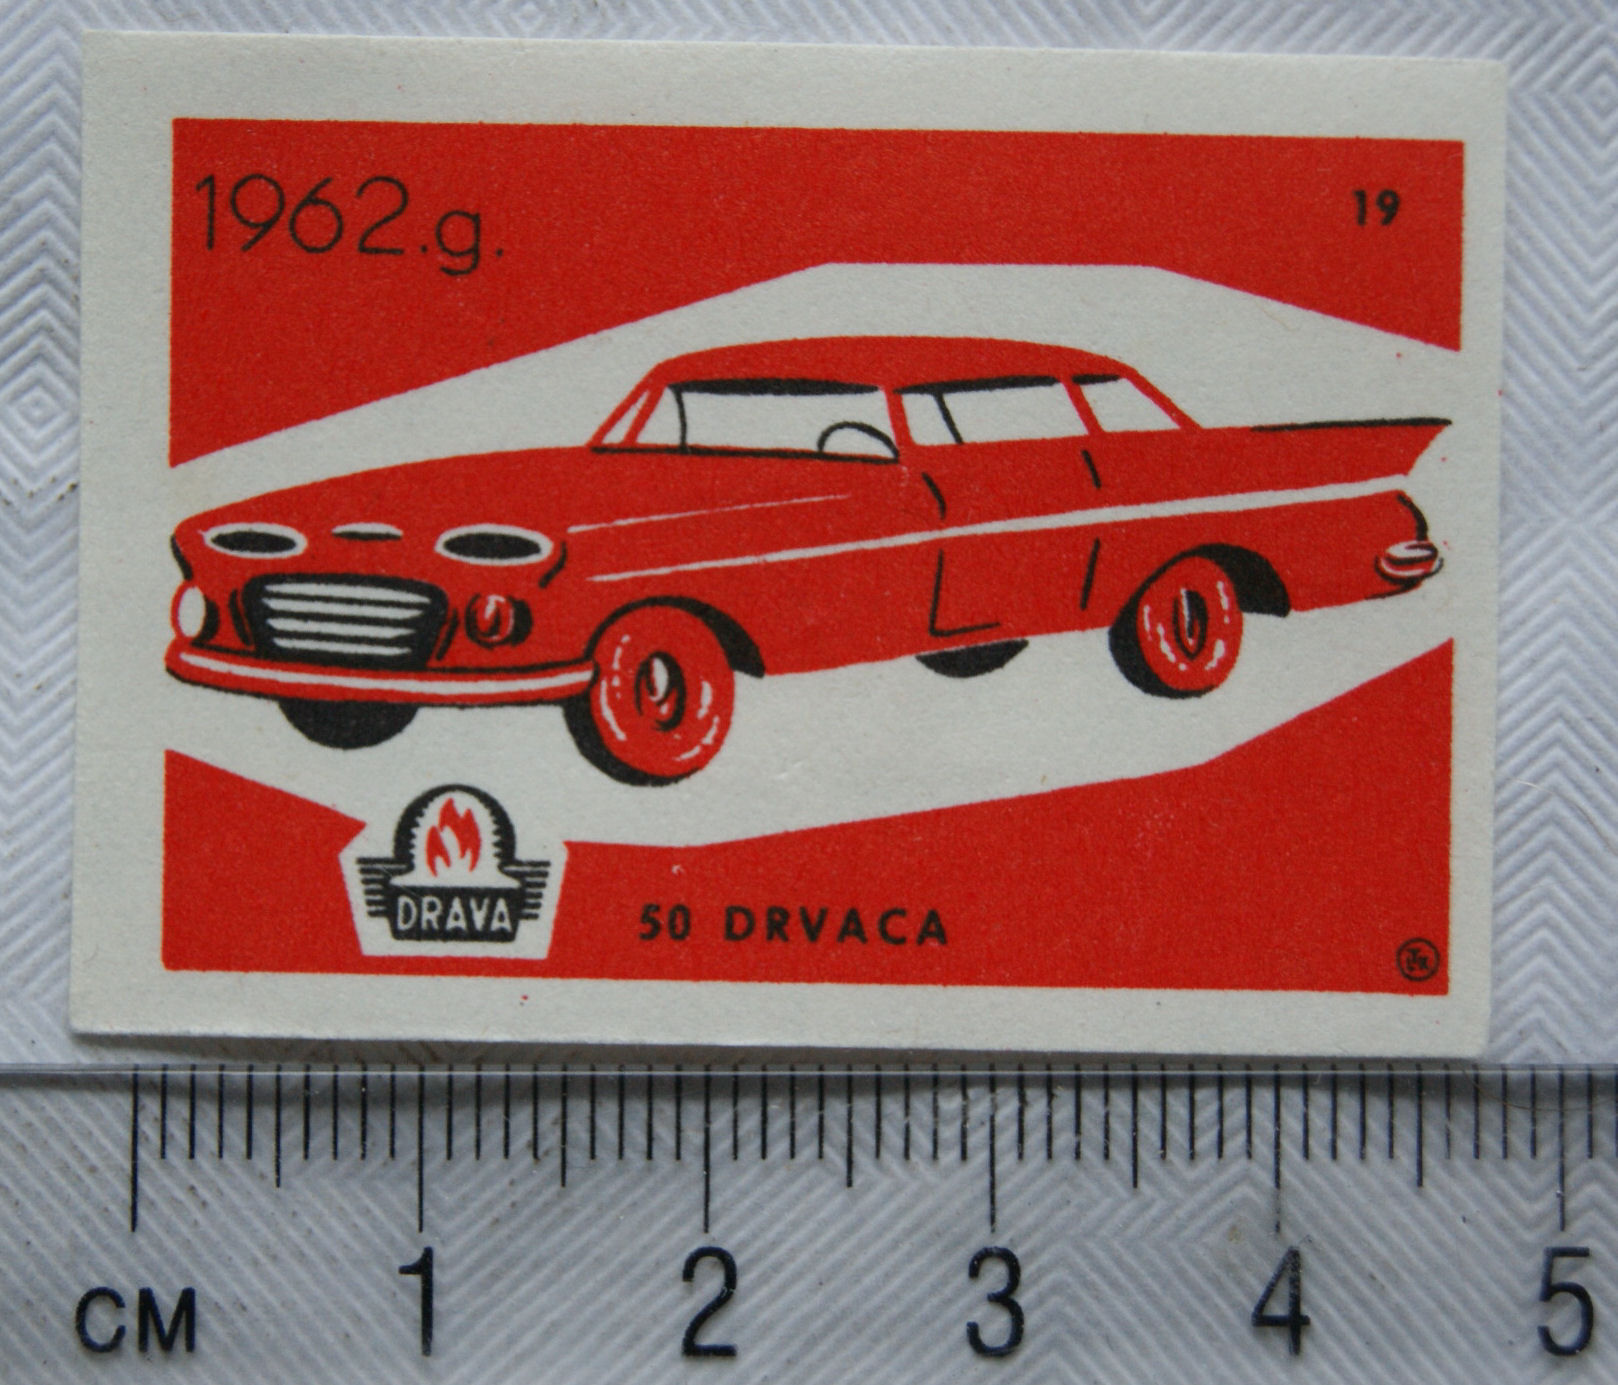 1962.g.
19
DRAVA
50 DRVACA
CM 1 2 3 4 5